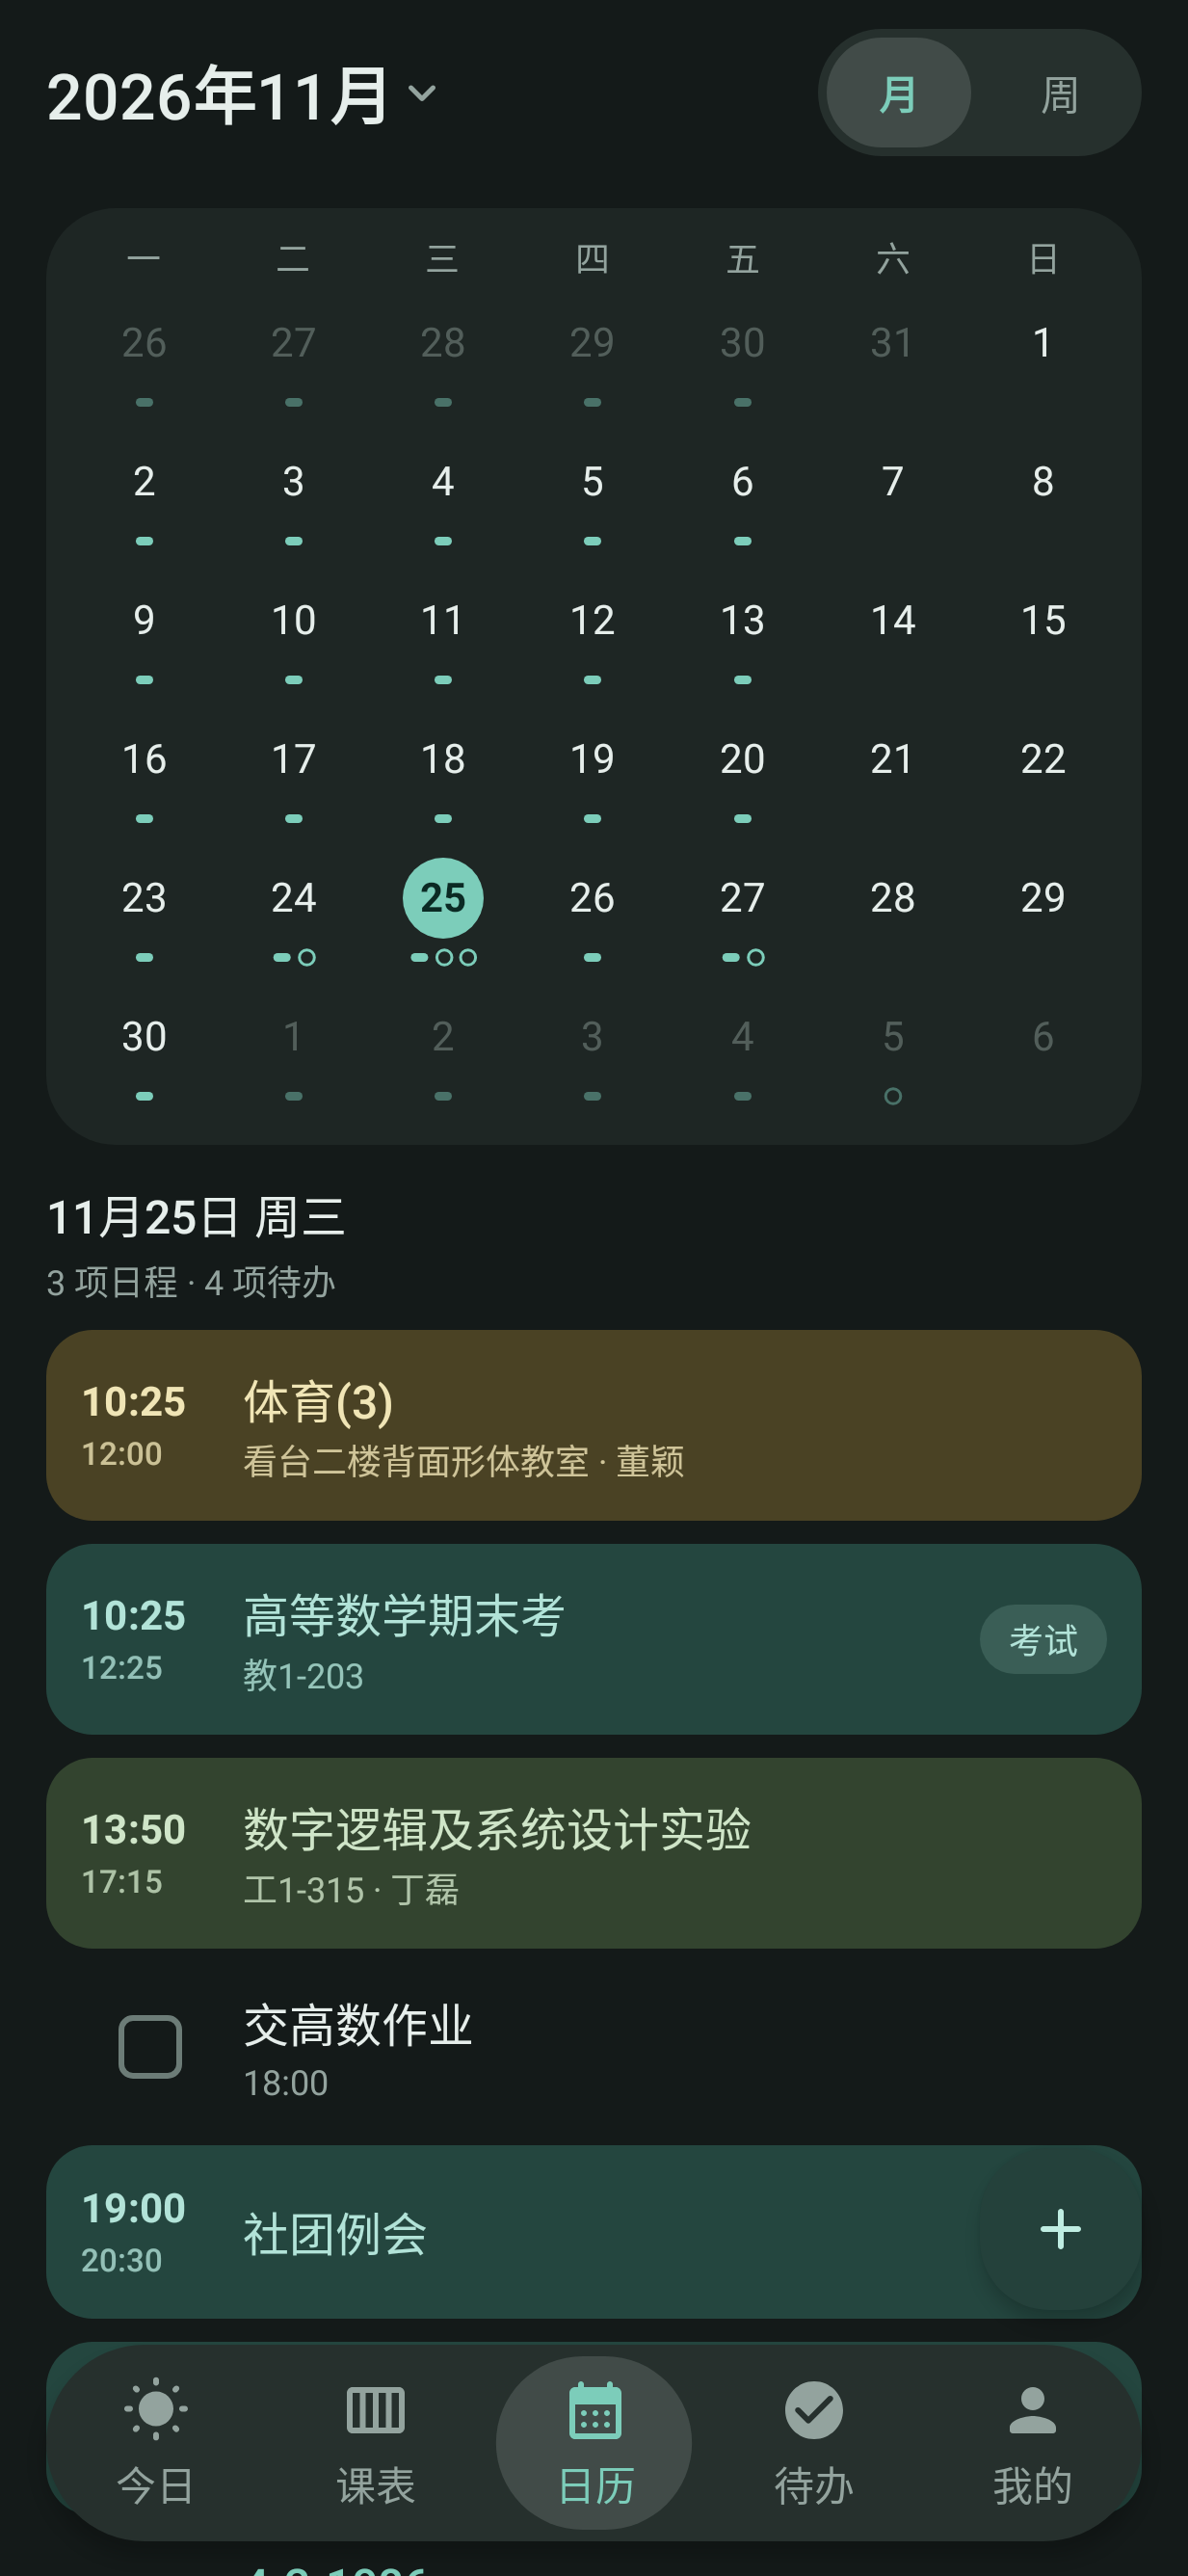 2026年11月
月 周
一 二 三 四 五 六 日
26 27 28 29 30 31 1
2 3 4 5 6 7 8
9 10 11 12 13 14 15
16 17 18 19 20 21 22
23 24 25 26 27 28 29
30 1 2 3 4 5 6
11月25日 周三
3 项日程 · 4 项待办
10:25 体育(3)
12:00 看台二楼背面形体教室 · 董颖
10:25 高等数学期末考 考试
12:25 教1-203
13:50 数字逻辑及系统设计实验
17:15 工1-315 · 丁磊
交高数作业
18:00
19:00 社团例会
20:30
今日 课表 日历 待办 我的